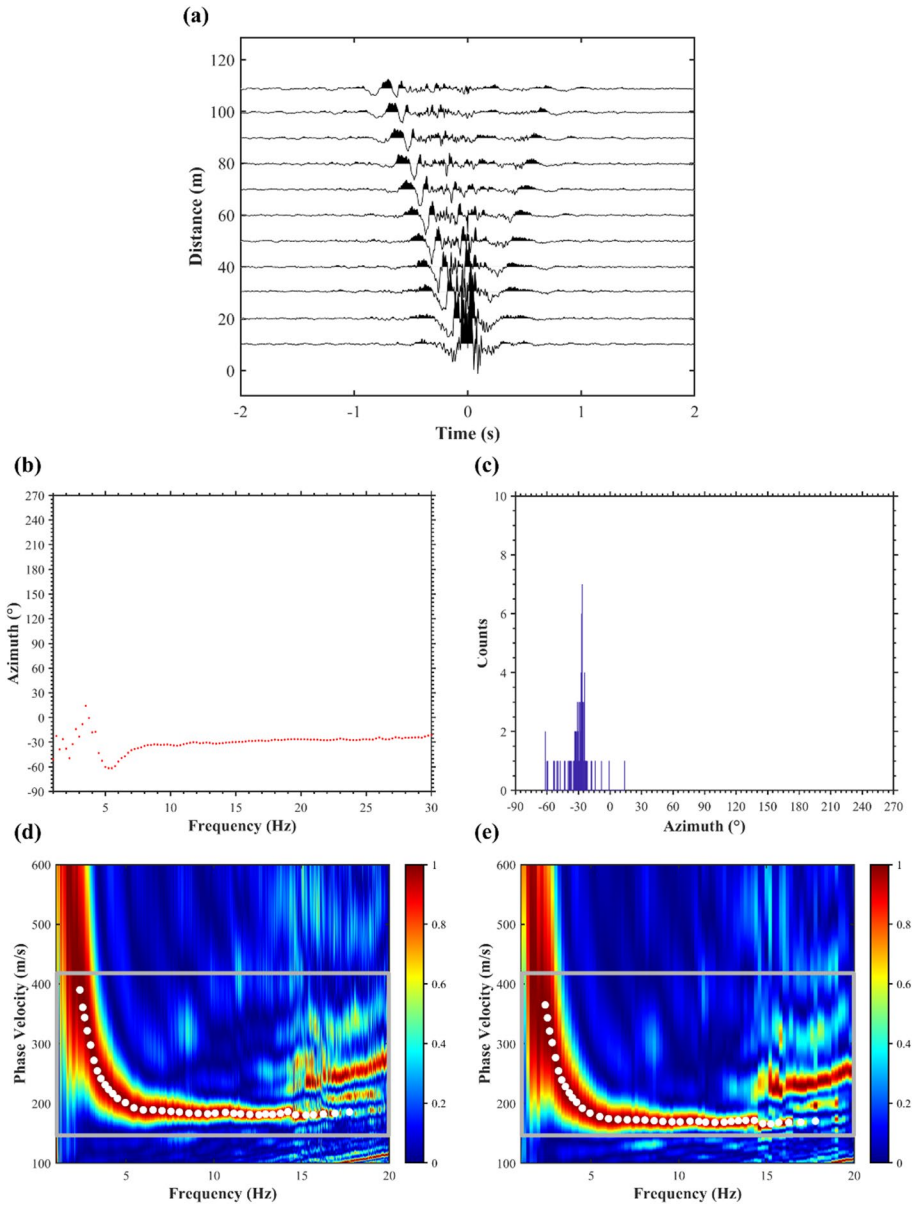 (a)
120
100
80
60
40
20
0
Distance (m)
-2 -1 0 1 2
Time (s)
(b)
270
240
210
180
150
120
90
60
30
0
-30
-60
-90
Azimuth (°)
5 10 15 20 25 30
Frequency (Hz)
(c)
10
8
6
4
2
0
Counts
-90 -60 -30 0 30 60 90 120 150 180 210 240 270
Azimuth (°)
(d)
600
500
400
300
200
100
Phase Velocity (m/s)
5 10 15 20
Frequency (Hz)
1
0.8
0.6
0.4
0.2
0
(e)
600
500
400
300
200
100
Phase Velocity (m/s)
5 10 15 20
Frequency (Hz)
1
0.8
0.6
0.4
0.2
0